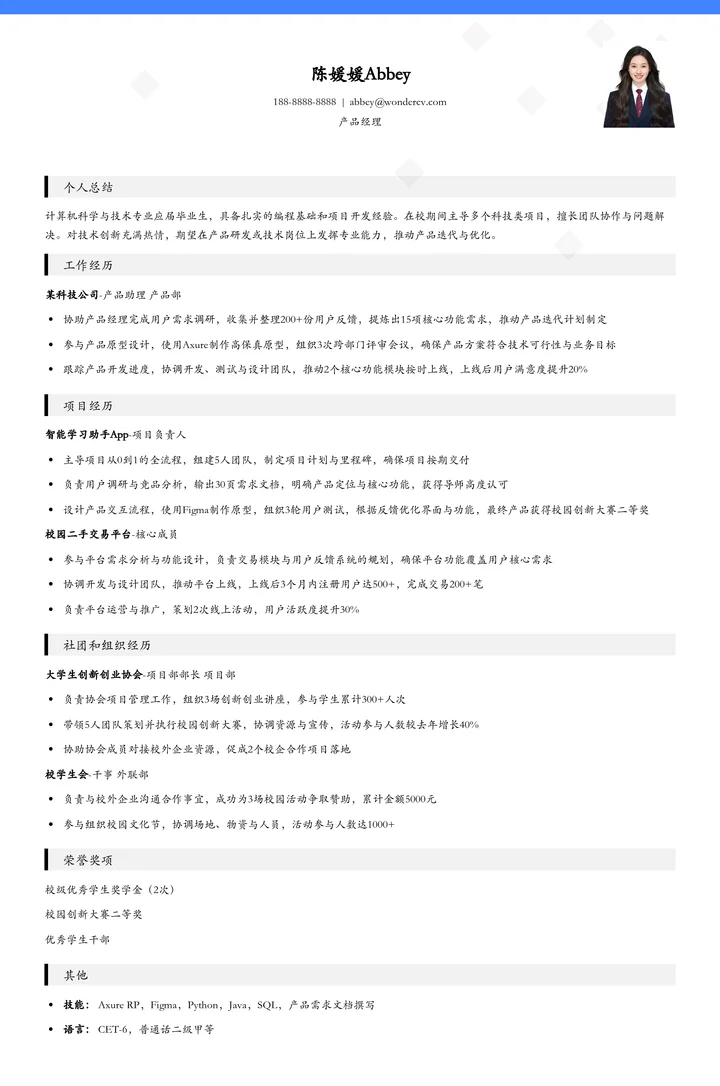 陈媛媛Abbey
188-8888-8888 | abbey@wondercv.com
产品经理
个人总结
计算机科学与技术专业应届毕业生，具备扎实的编程基础和项目开发经验。在校期间主导多个科技类项目，擅长团队协作与问题解
决。对技术创新充满热情，期望在产品研发或技术岗位上发挥专业能力，推动产品迭代与优化。
工作经历
某科技公司-产品助理 产品部
• 协助产品经理完成用户需求调研，收集并整理200+份用户反馈，提炼出15项核心功能需求，推动产品迭代计划制定
• 参与产品原型设计，使用Axure制作高保真原型，组织3次跨部门评审会议，确保产品方案符合技术可行性与业务目标
• 跟踪产品开发进度，协调开发、测试与设计团队，推动2个核心功能模块按时上线，上线后用户满意度提升20%
项目经历
智能学习助手App-项目负责人
• 主导项目从0到1的全流程，组建5人团队，制定项目计划与里程碑，确保项目按期交付
• 负责用户调研与竞品分析，输出30页需求文档，明确产品定位与核心功能，获得导师高度认可
• 设计产品交互流程，使用Figma制作原型，组织3轮用户测试，根据反馈优化界面与功能，最终产品获得校园创新大赛二等奖
校园二手交易平台-核心成员
• 参与平台需求分析与功能设计，负责交易模块与用户反馈系统的规划，确保平台功能覆盖用户核心需求
• 协调开发与设计团队，推动平台上线，上线后3个月内注册用户达500+，完成交易200+笔
• 负责平台运营与推广，策划2次线上活动，用户活跃度提升30%
社团和组织经历
大学生创新创业协会-项目部部长 项目部
• 负责协会项目管理工作，组织3场创新创业讲座，参与学生累计300+人次
• 带领5人团队策划并执行校园创新大赛，协调资源与宣传，活动参与人数较去年增长40%
• 协助协会成员对接校外企业资源，促成2个校企合作项目落地
校学生会-干事 外联部
• 负责与校外企业沟通合作事宜，成功为3场校园活动争取赞助，累计金额5000元
• 参与组织校园文化节，协调场地、物资与人员，活动参与人数达1000+
荣誉奖项
校级优秀学生奖学金（2次）
校园创新大赛二等奖
优秀学生干部
其他
• 技能： Axure RP，Figma，Python，Java，SQL，产品需求文档撰写
• 语言： CET-6，普通话二级甲等